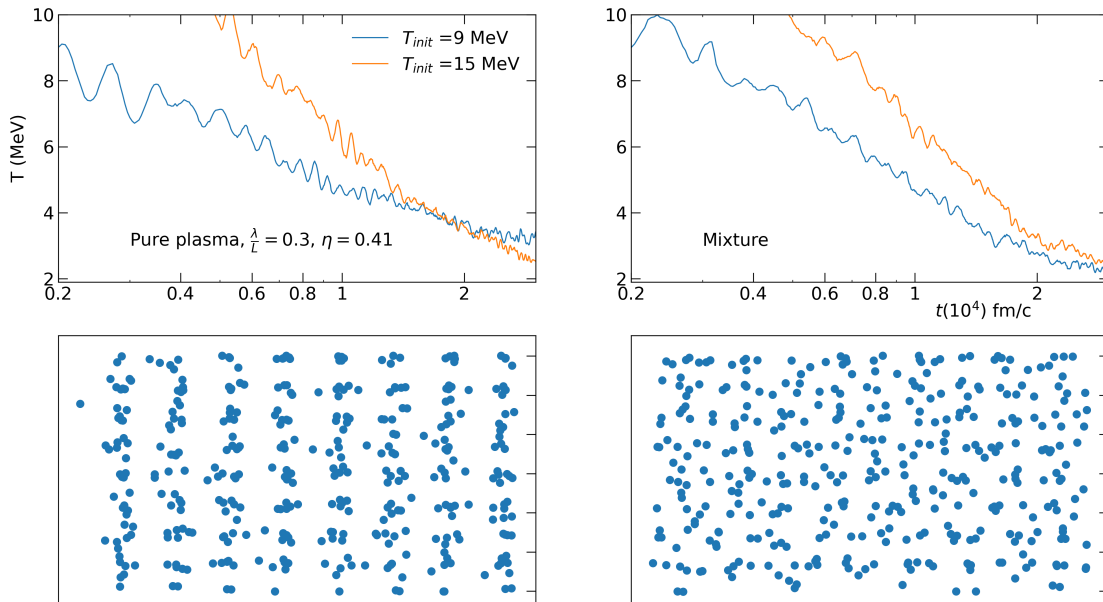 10
8
6
4
2
T (MeV)
T_init =9 MeV
T_init =15 MeV
Pure plasma, λ/L = 0.3, η = 0.41
0.2 0.4 0.6 0.8 1 2
10
8
6
4
2
Mixture
0.2 0.4 0.6 0.8 1 2
t(10^4) fm/c